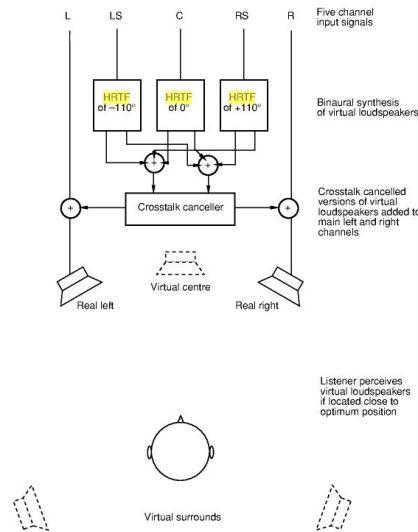 L LS C RS R
Five channel
input signals
HRTF
of –110°
HRTF
of 0°
HRTF
of +110°
Binaural synthesis
of virtual loudspeakers
+ +
Crosstalk canceller
+ +
Crosstalk cancelled
versions of virtual
loudspeakers added to
main left and right
channels
Virtual centre
Real left
Real right
Listener perceives
virtual loudspeakers
if located close to
optimum position
Virtual surrounds